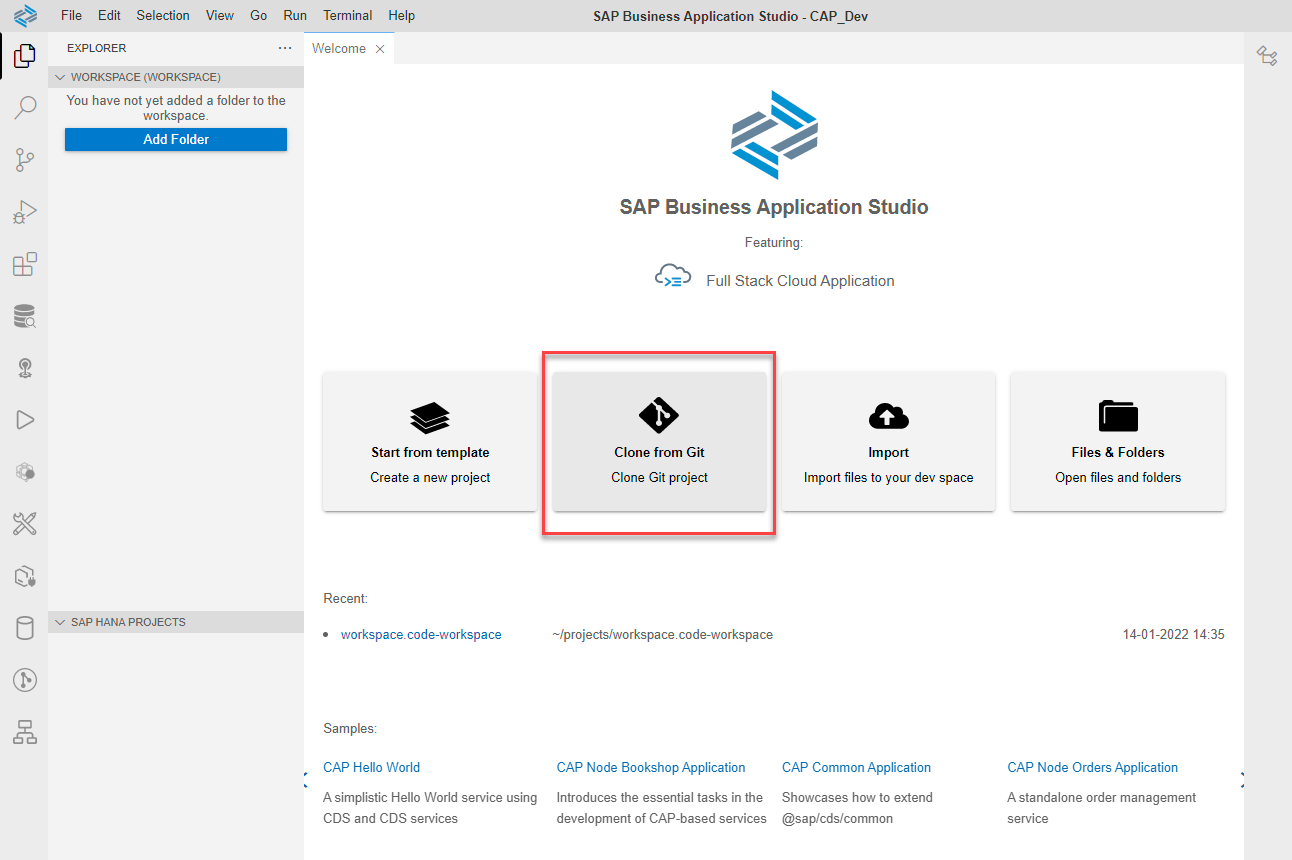 File Edit Selection View Go Run Terminal Help
SAP Business Application Studio - CAP_Dev
EXPLORER
WORKSPACE (WORKSPACE)
You have not yet added a folder to the
workspace.
Add Folder
SAP HANA PROJECTS
Welcome
SAP Business Application Studio
Featuring:
Full Stack Cloud Application
Start from template
Create a new project
Clone from Git
Clone Git project
Import
Import files to your dev space
Files & Folders
Open files and folders
Recent:
workspace.code-workspace ~/projects/workspace.code-workspace 14-01-2022 14:35
Samples:
CAP Hello World
A simplistic Hello World service using
CDS and CDS services
CAP Node Bookshop Application
Introduces the essential tasks in the
development of CAP-based services
CAP Common Application
Showcases how to extend
@sap/cds/common
CAP Node Orders Application
A standalone order management
service